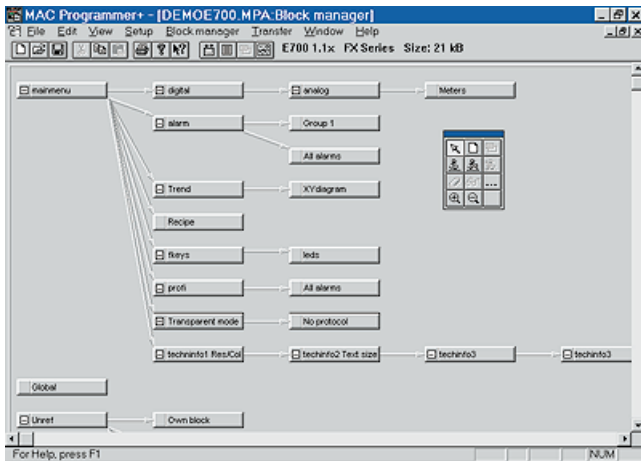 MAC Programmer+ - [DEMOE700.MPA:Block manager]
File Edit View Setup Block manager Transfer Window Help
E700 1.1x FX Series Size: 21 kB
mainmenu digital analog Meters
alarm Group 1
All alarms
Trend XYdiagram
Recipe
fkeys leds
profi All alarms
Transparent mode No protocol
techninfo1 Res/Col techinfo2 Text size techinfo3 techinfo3
Global
Unref Own block
For Help, press F1 NUM